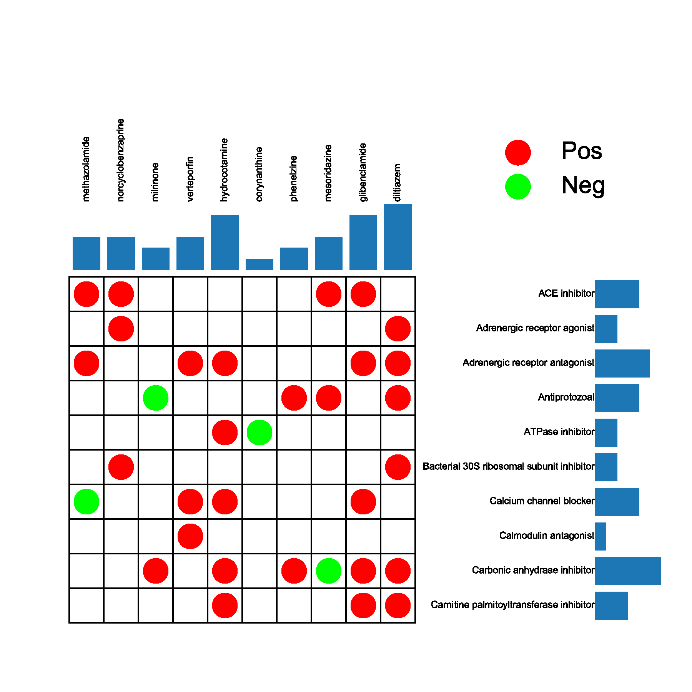 methazolamide
norcyclobenzaprine
milrinone
verteporfin
hydrocotamine
corynanthine
phenelzine
mesoridazine
glibenclamide
diltiazem
Pos
Neg
ACE inhibitor
Adrenergic receptor agonist
Adrenergic receptor antagonist
Antiprotozoal
ATPase inhibitor
Bacterial 30S ribosomal subunit inhibitor
Calcium channel blocker
Calmodulin antagonist
Carbonic anhydrase inhibitor
Carnitine palmitoyltransferase inhibitor